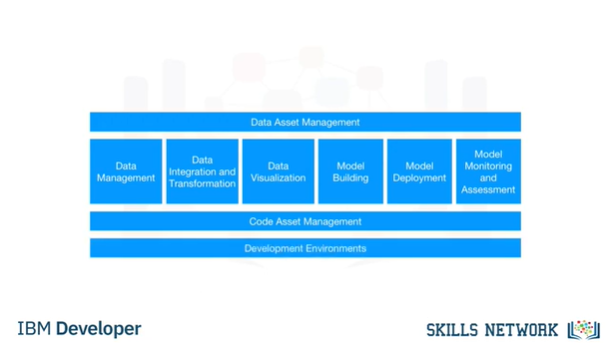 Data Asset Management
Data
Management
Data
Integration and
Transformation
Data
Visualization
Model
Building
Model
Deployment
Model
Monitoring
and
Assessment
Code Asset Management
Development Environments
IBM Developer
SKILLS NETWORK